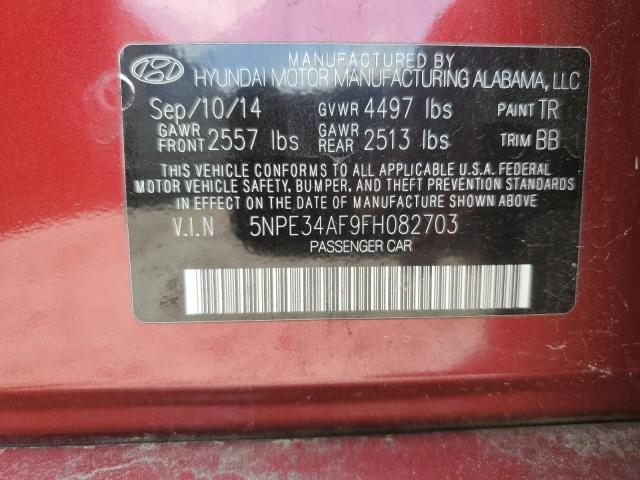 MANUFACTURED BY
HYUNDAI MOTOR MANUFACTURING ALABAMA, LLC
Sep/10/14 GVWR 4497 lbs PAINT TR
GAWR FRONT 2557 lbs GAWR REAR 2513 lbs TRIM BB
THIS VEHICLE CONFORMS TO ALL APPLICABLE U.S.A. FEDERAL
MOTOR VEHICLE SAFETY, BUMPER, AND THEFT PREVENTION
STANDARDS IN EFFECT ON THE DATE OF MANUFACTURE SHOWN ABOVE.
V.I.N 5NPE34AF9FH082703
PASSENGER CAR